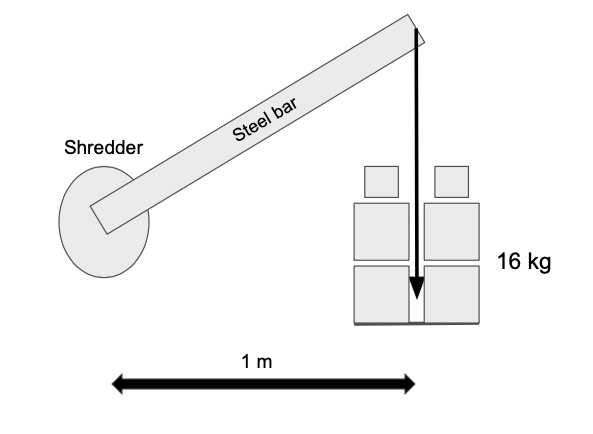 Steel bar
Shredder
16 kg
1 m